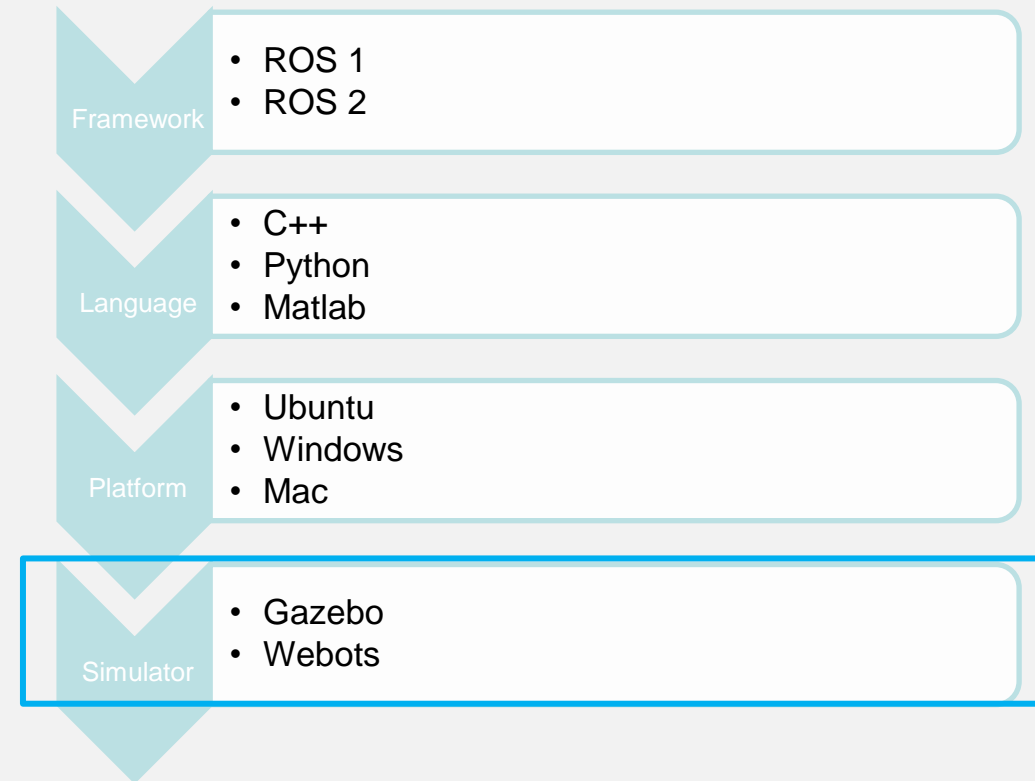 Framework
• ROS 1
• ROS 2
Language
• C++
• Python
• Matlab
Platform
• Ubuntu
• Windows
• Mac
Simulator
• Gazebo
• Webots